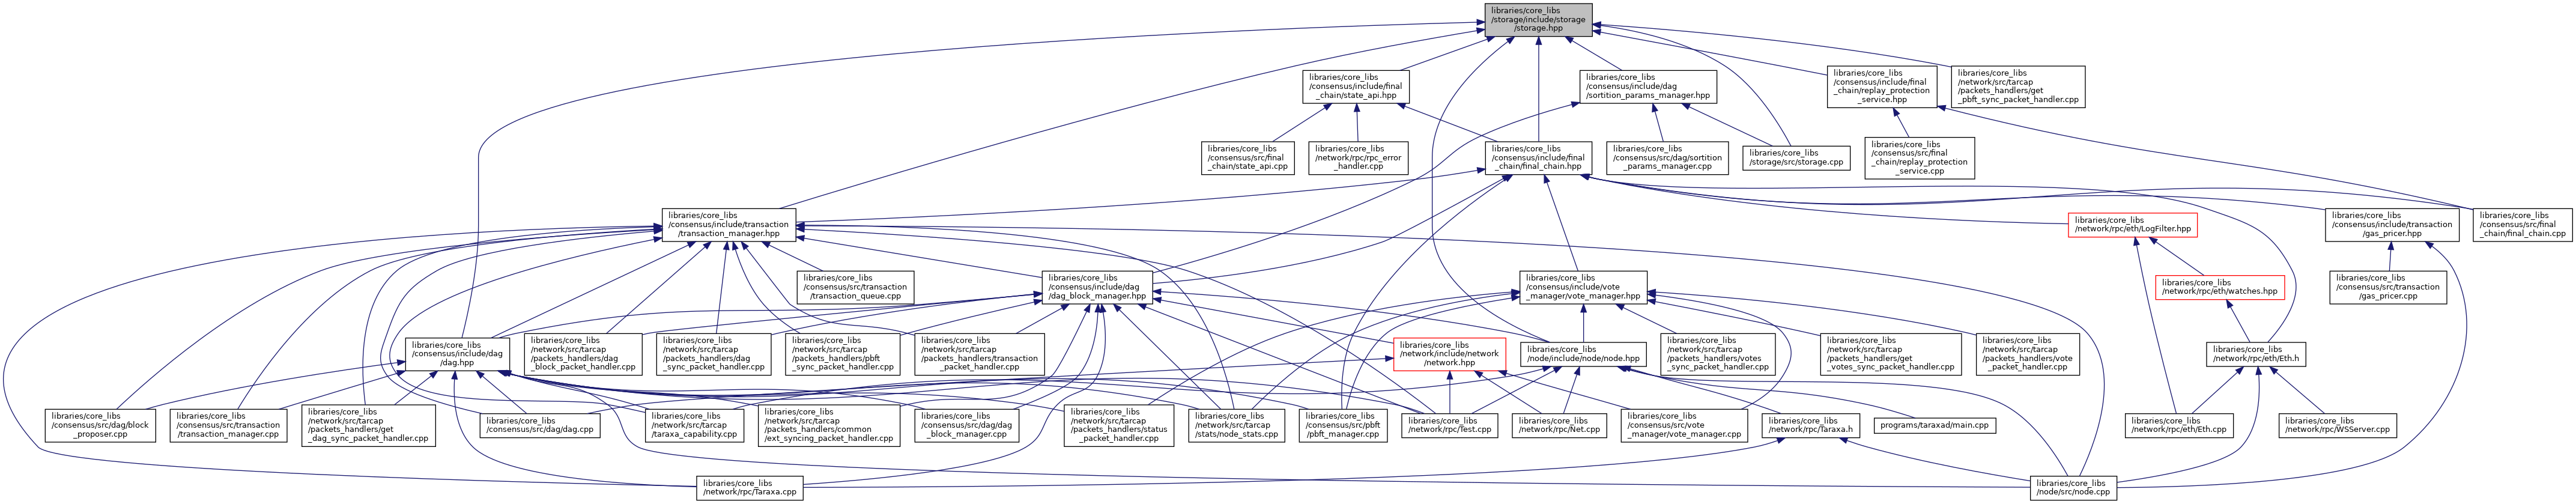 libraries/core_libs
/storage/include/storage
/storage.hpp
libraries/core_libs
/consensus/include/final
_chain/state_api.hpp
libraries/core_libs
/consensus/include/dag
/sortition_params_manager.hpp
libraries/core_libs
/consensus/include/final
_chain/replay_protection
_service.hpp
libraries/core_libs
/network/src/tarcap
/packets_handlers/get
_pbft_sync_packet_handler.cpp
libraries/core_libs
/consensus/src/final
_chain/state_api.cpp
libraries/core_libs
/network/rpc/rpc_error
_handler.cpp
libraries/core_libs
/consensus/include/final
_chain/final_chain.hpp
libraries/core_libs
/consensus/src/dag/sortition
_params_manager.cpp
libraries/core_libs
/storage/src/storage.cpp
libraries/core_libs
/consensus/src/final
_chain/replay_protection
_service.cpp
libraries/core_libs
/consensus/include/transaction
/transaction_manager.hpp
libraries/core_libs
/network/rpc/eth/LogFilter.hpp
libraries/core_libs
/consensus/include/transaction
/gas_pricer.hpp
libraries/core_libs
/consensus/src/final
_chain/final_chain.cpp
libraries/core_libs
/consensus/src/transaction
/transaction_queue.cpp
libraries/core_libs
/consensus/include/dag
/dag_block_manager.hpp
libraries/core_libs
/consensus/include/vote
_manager/vote_manager.hpp
libraries/core_libs
/network/rpc/eth/watches.hpp
libraries/core_libs
/consensus/src/transaction
/gas_pricer.cpp
libraries/core_libs
/consensus/include/dag
/dag.hpp
libraries/core_libs
/network/src/tarcap
/packets_handlers/dag
_block_packet_handler.cpp
libraries/core_libs
/network/src/tarcap
/packets_handlers/dag
_sync_packet_handler.cpp
libraries/core_libs
/network/src/tarcap
/packets_handlers/pbft
_sync_packet_handler.cpp
libraries/core_libs
/network/src/tarcap
/packets_handlers/transaction
_packet_handler.cpp
libraries/core_libs
/network/include/network
/network.hpp
libraries/core_libs
/node/include/node/node.hpp
libraries/core_libs
/network/src/tarcap
/packets_handlers/votes
_sync_packet_handler.cpp
libraries/core_libs
/network/src/tarcap
/packets_handlers/get
_votes_sync_packet_handler.cpp
libraries/core_libs
/network/src/tarcap
/packets_handlers/vote
_packet_handler.cpp
libraries/core_libs
/network/rpc/eth/Eth.h
libraries/core_libs
/consensus/src/dag/block
_proposer.cpp
libraries/core_libs
/consensus/src/transaction
/transaction_manager.cpp
libraries/core_libs
/network/src/tarcap
/packets_handlers/get
_dag_sync_packet_handler.cpp
libraries/core_libs
/consensus/src/dag/dag.cpp
libraries/core_libs
/network/src/tarcap
/taraxa_capability.cpp
libraries/core_libs
/network/src/tarcap
/packets_handlers/common
/ext_syncing_packet_handler.cpp
libraries/core_libs
/consensus/src/dag/dag
_block_manager.cpp
libraries/core_libs
/network/src/tarcap
/packets_handlers/status
_packet_handler.cpp
libraries/core_libs
/network/src/tarcap
/stats/node_stats.cpp
libraries/core_libs
/consensus/src/pbft
/pbft_manager.cpp
libraries/core_libs
/network/rpc/Test.cpp
libraries/core_libs
/network/rpc/Net.cpp
libraries/core_libs
/consensus/src/vote
_manager/vote_manager.cpp
libraries/core_libs
/network/rpc/Taraxa.h
programs/taraxad/main.cpp
libraries/core_libs
/network/rpc/eth/Eth.cpp
libraries/core_libs
/network/rpc/WSServer.cpp
libraries/core_libs
/network/rpc/Taraxa.cpp
libraries/core_libs
/node/src/node.cpp